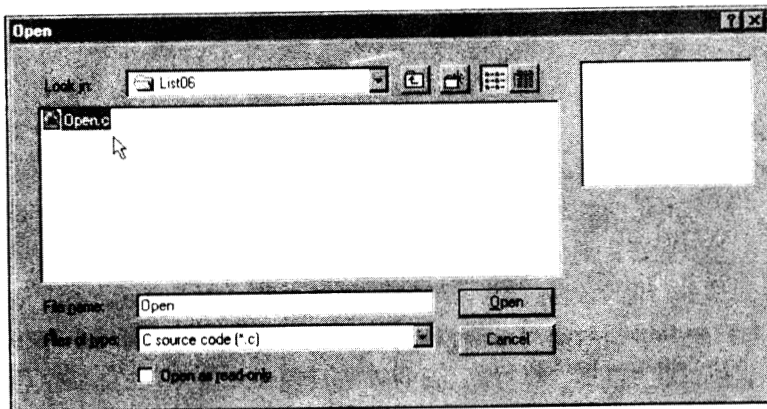 Open
Look in: List06
Open.c
File name: Open Open
Files of type: C source code (*.c) Cancel
Open as read-only